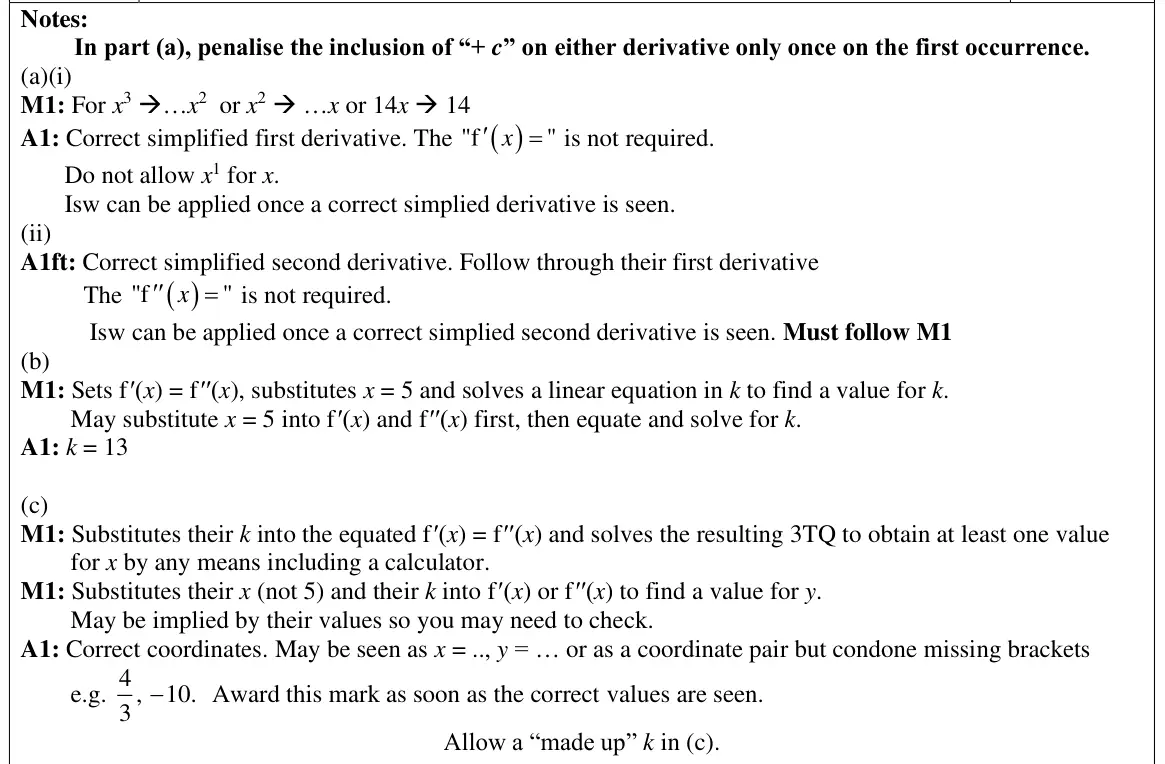 Notes:
In part (a), penalise the inclusion of “+ c” on either derivative only once on the first occurrence.
(a)(i)
M1: For x³ →…x² or x² → …x or 14x → 14
A1: Correct simplified first derivative. The "f′(x) =" is not required.
Do not allow x¹ for x.
Isw can be applied once a correct simplied derivative is seen.
(ii)
A1ft: Correct simplified second derivative. Follow through their first derivative
The "f″(x) =" is not required.
Isw can be applied once a correct simplied second derivative is seen. Must follow M1
(b)
M1: Sets f′(x) = f″(x), substitutes x = 5 and solves a linear equation in k to find a value for k.
May substitute x = 5 into f′(x) and f″(x) first, then equate and solve for k.
A1: k = 13
(c)
M1: Substitutes their k into the equated f′(x) = f″(x) and solves the resulting 3TQ to obtain at least one value
for x by any means including a calculator.
M1: Substitutes their x (not 5) and their k into f′(x) or f″(x) to find a value for y.
May be implied by their values so you may need to check.
A1: Correct coordinates. May be seen as x = .., y = … or as a coordinate pair but condone missing brackets
e.g. 4/3, −10. Award this mark as soon as the correct values are seen.
Allow a “made up” k in (c).